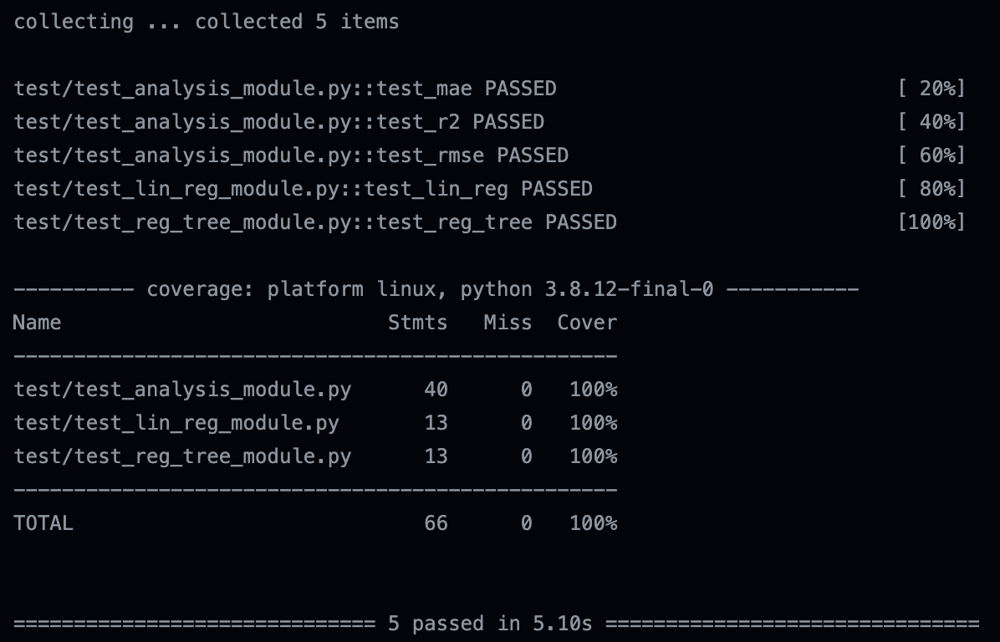 collecting ... collected 5 items
test/test_analysis_module.py::test_mae PASSED [ 20%]
test/test_analysis_module.py::test_r2 PASSED [ 40%]
test/test_analysis_module.py::test_rmse PASSED [ 60%]
test/test_lin_reg_module.py::test_lin_reg PASSED [ 80%]
test/test_reg_tree_module.py::test_reg_tree PASSED [100%]
---------- coverage: platform linux, python 3.8.12-final-0 -----------
Name Stmts Miss Cover
--------------------------------------------------
test/test_analysis_module.py 40 0 100%
test/test_lin_reg_module.py 13 0 100%
test/test_reg_tree_module.py 13 0 100%
--------------------------------------------------
TOTAL 66 0 100%
============================== 5 passed in 5.10s ===============================